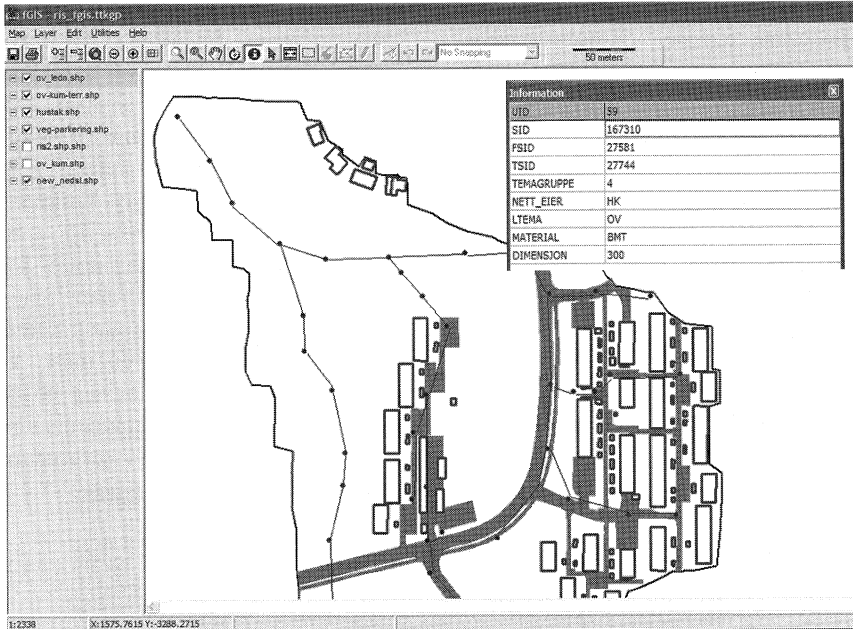 fGIS - ris_fgis.ttkgp
Map Layer Edit Utilities Help
No Snapping
50 meters
ov_ledn.shp
ov-kum-terr.shp
hustak.shp
veg-parkering.shp
ris2.shp.shp
ov_kum.shp
new_nedsl.shp
Information
UID 59
SID 167310
FSID 27581
TSID 27744
TEMAGRUPPE 4
NETT_EIER HK
LTEMA OV
MATERIAL BMT
DIMENSJON 300
1:2338 X:1575.7615 Y:-3288.2715